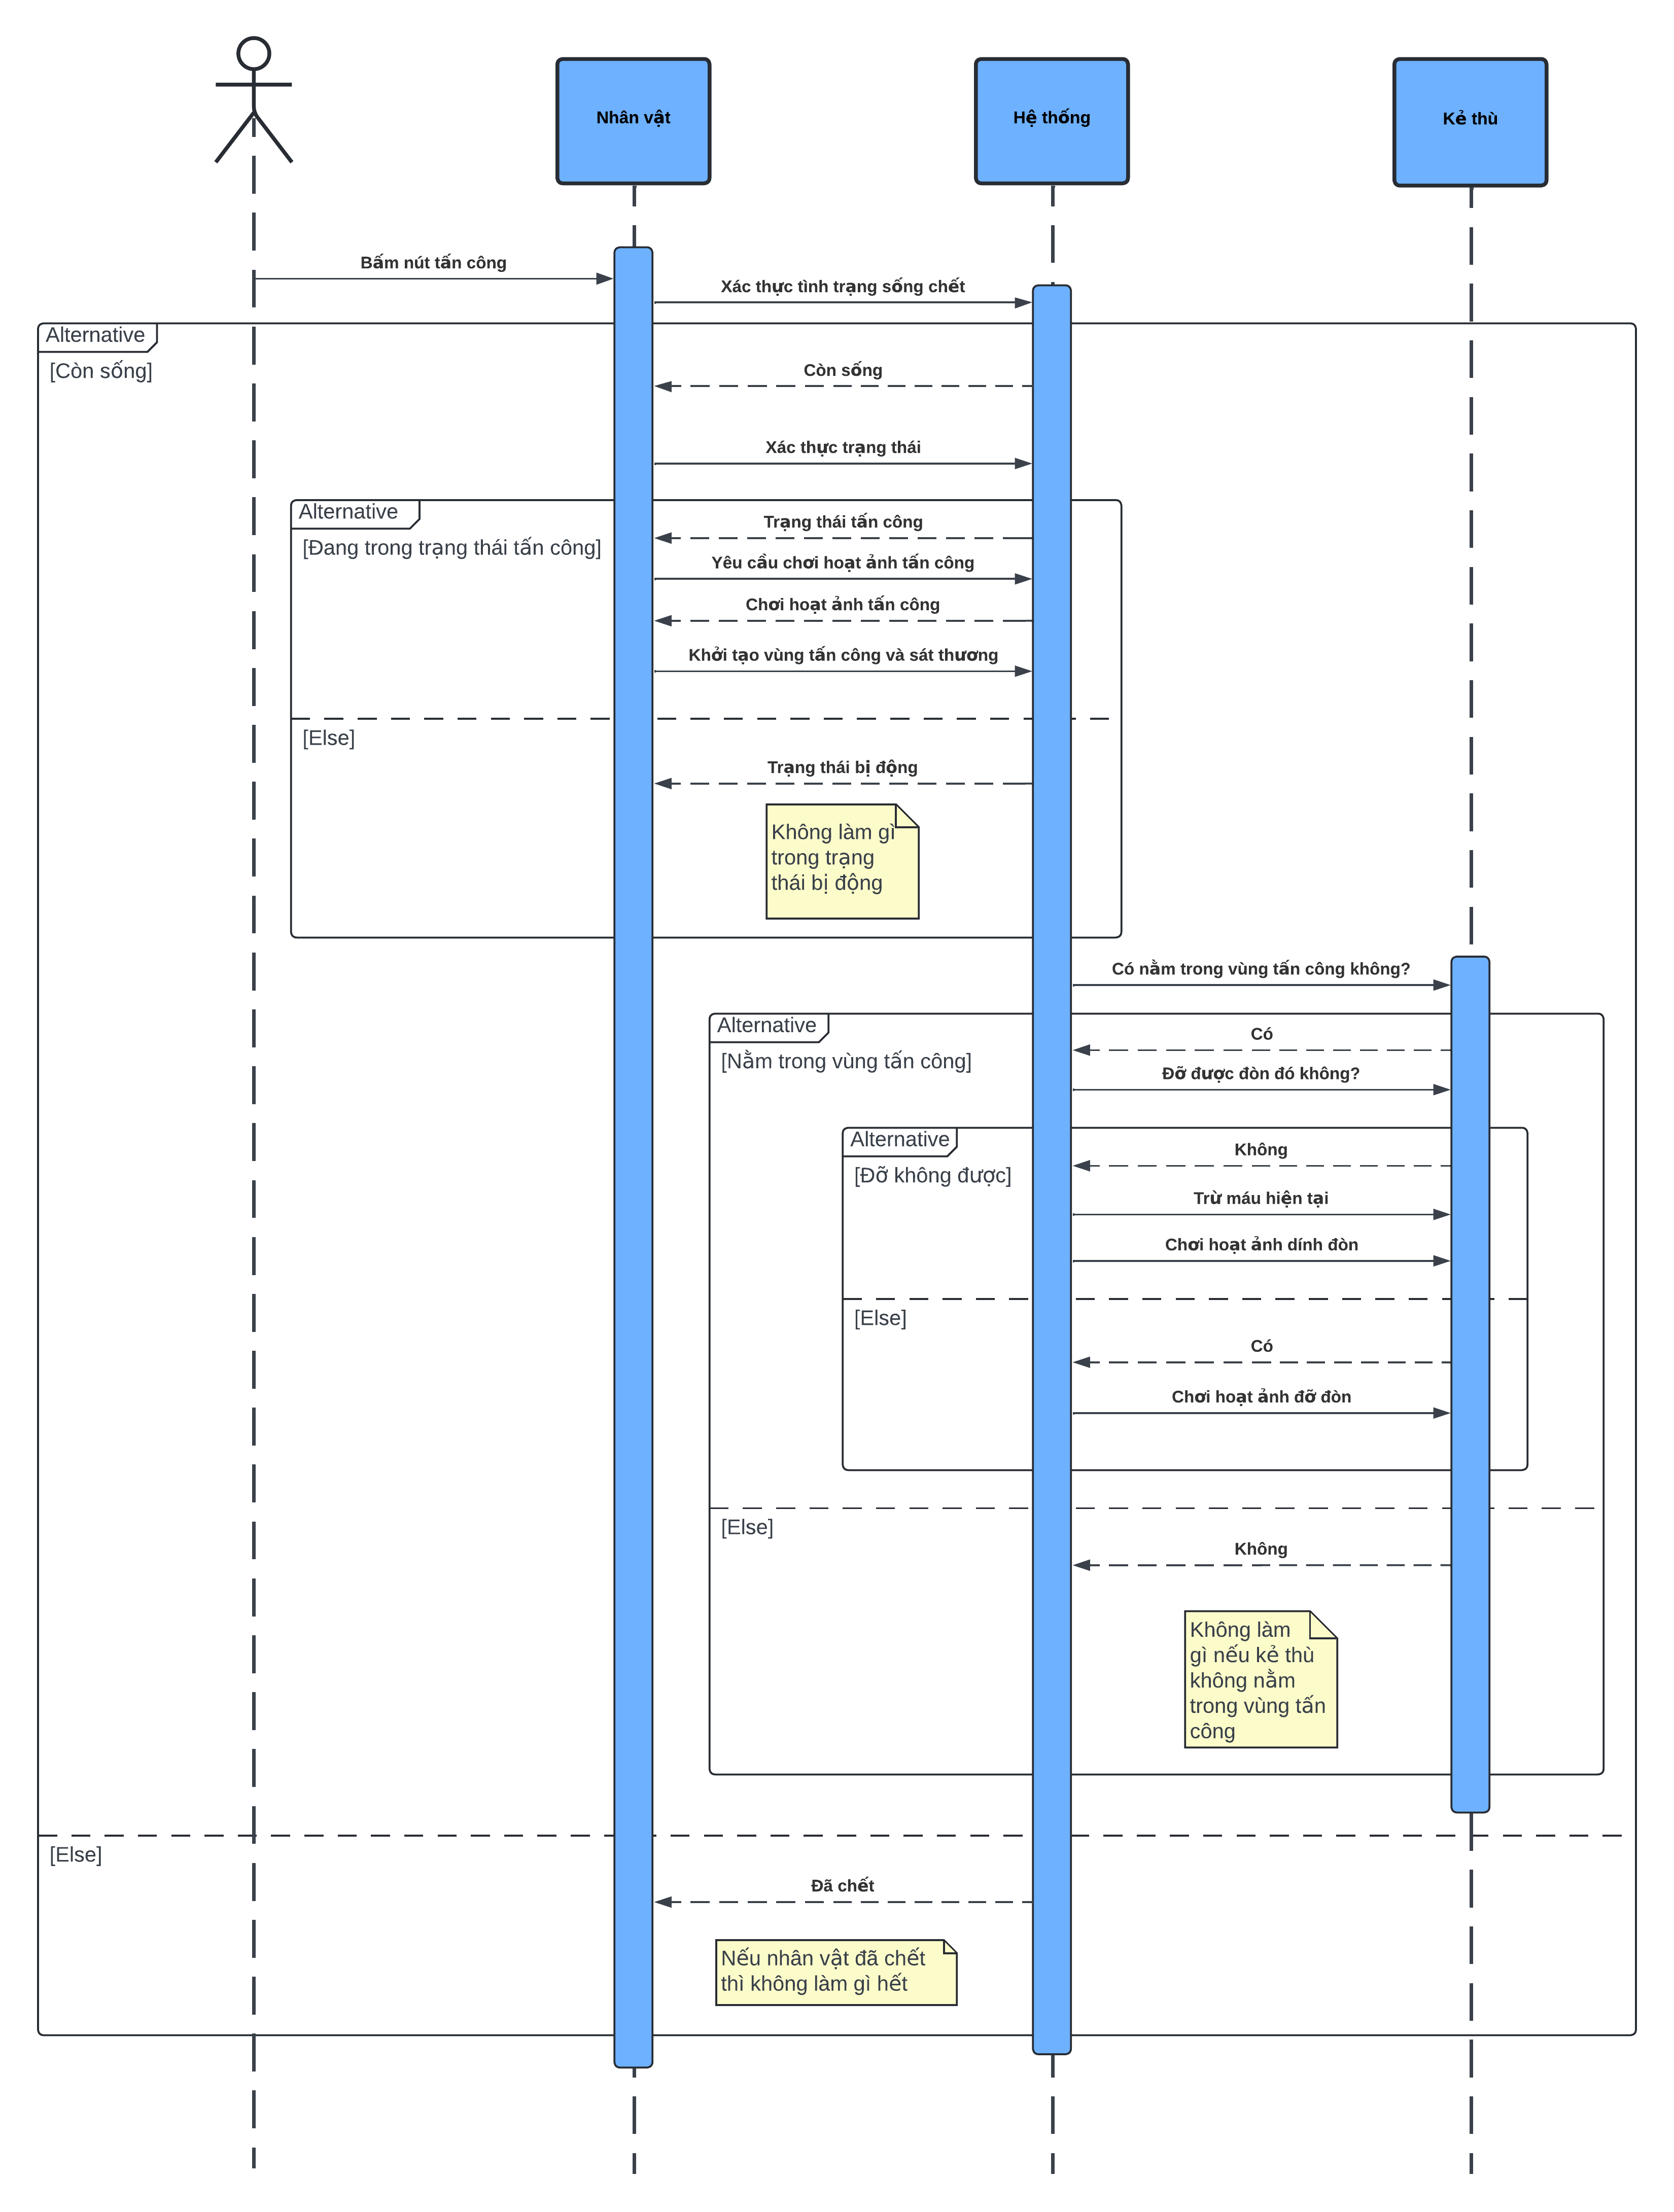 Nhân vật
Hệ thống
Kẻ thù
Bấm nút tấn công
Xác thực tình trạng sống chết
Alternative
[Còn sống]
Còn sống
Xác thực trạng thái
Alternative
[Đang trong trạng thái tấn công]
Trạng thái tấn công
Yêu cầu chơi hoạt ảnh tấn công
Chơi hoạt ảnh tấn công
Khởi tạo vùng tấn công và sát thương
[Else]
Trạng thái bị động
Không làm gì
trong trạng
thái bị động
Có nằm trong vùng tấn công không?
Alternative
[Nằm trong vùng tấn công]
Có
Đỡ được đòn đó không?
Alternative
[Đỡ không được]
Không
Trừ máu hiện tại
Chơi hoạt ảnh dính đòn
[Else]
Có
Chơi hoạt ảnh đỡ đòn
[Else]
Không
Không làm
gì nếu kẻ thù
không nằm
trong vùng tấn
công
[Else]
Đã chết
Nếu nhân vật đã chết
thì không làm gì hết